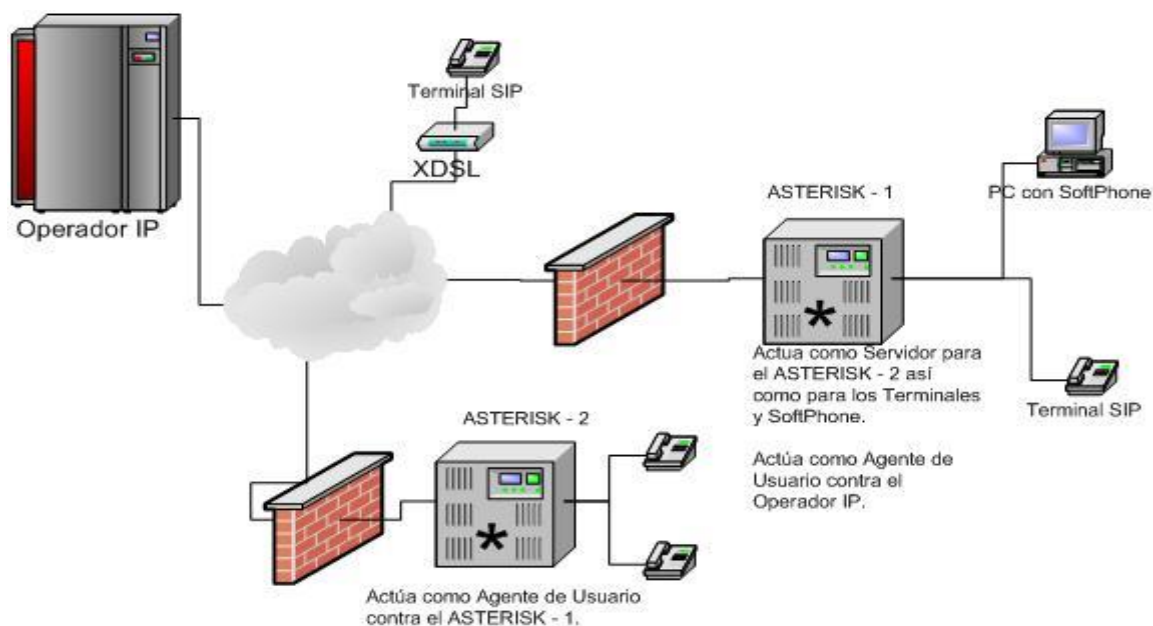 Terminal SIP
XDSL
Operador IP
ASTERISK - 1
PC con SoftPhone
*
Actua como Servidor para
el ASTERISK - 2 así
como para los Terminales
y SoftPhone.
Terminal SIP
Actúa como Agente de
Usuario contra el
Operador IP.
ASTERISK - 2
*
Actúa como Agente de Usuario
contra el ASTERISK - 1.